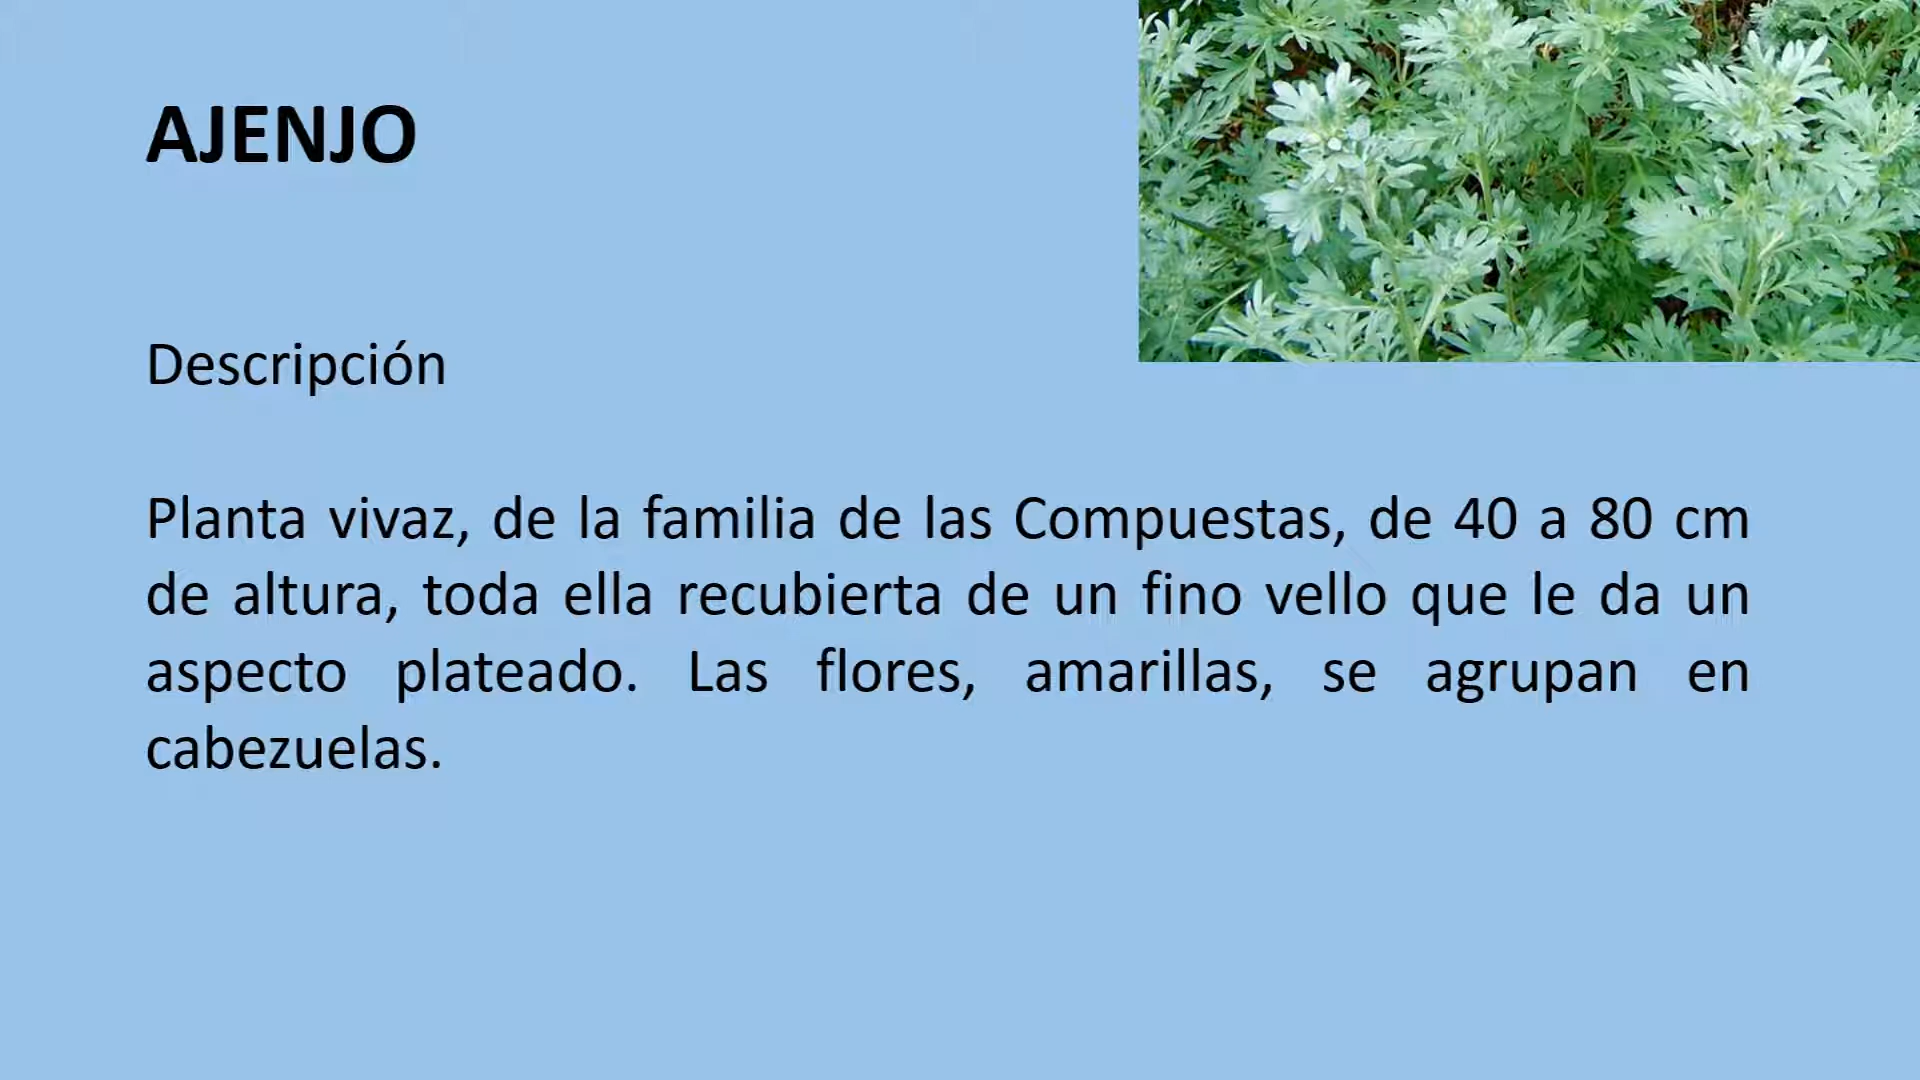 AJENJO
Descripción
Planta vivaz, de la familia de las Compuestas, de 40 a 80 cm
de altura, toda ella recubierta de un fino vello que le da un
aspecto plateado. Las flores, amarillas, se agrupan en
cabezuelas.